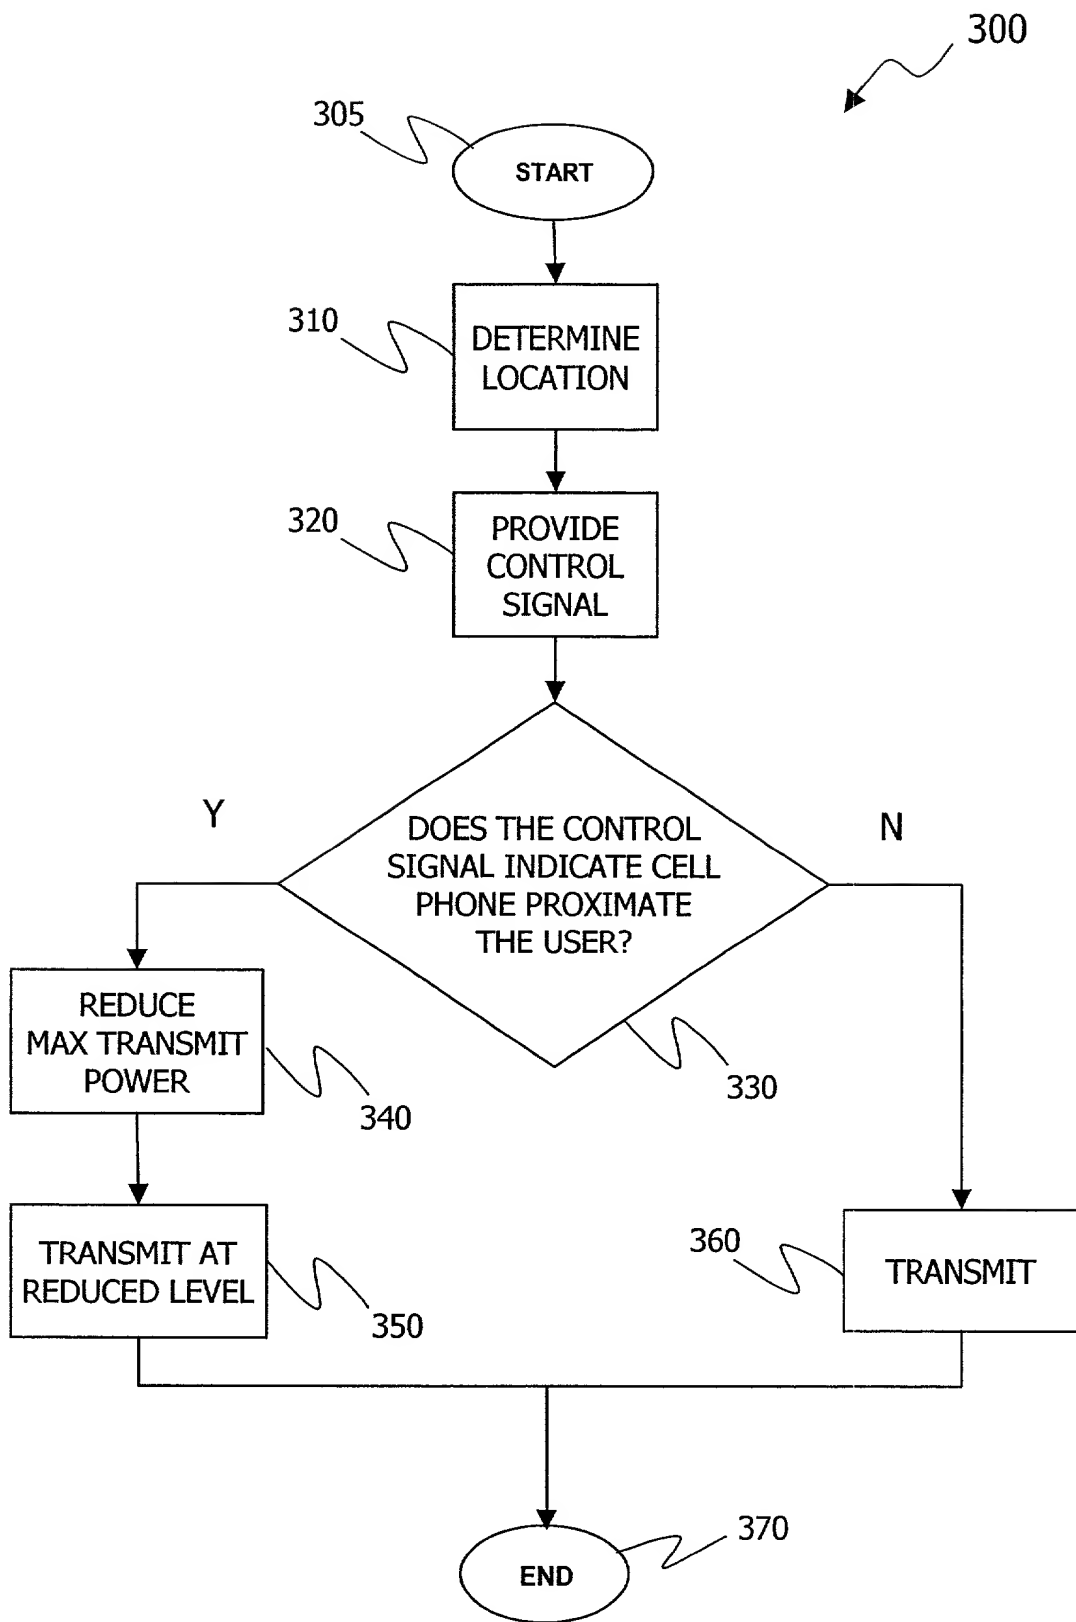 300
305
START
310
DETERMINE
LOCATION
320
PROVIDE
CONTROL
SIGNAL
Y
N
DOES THE CONTROL
SIGNAL INDICATE CELL
PHONE PROXIMATE
THE USER?
330
REDUCE
MAX TRANSMIT
POWER
340
TRANSMIT AT
REDUCED LEVEL
350
360
TRANSMIT
370
END